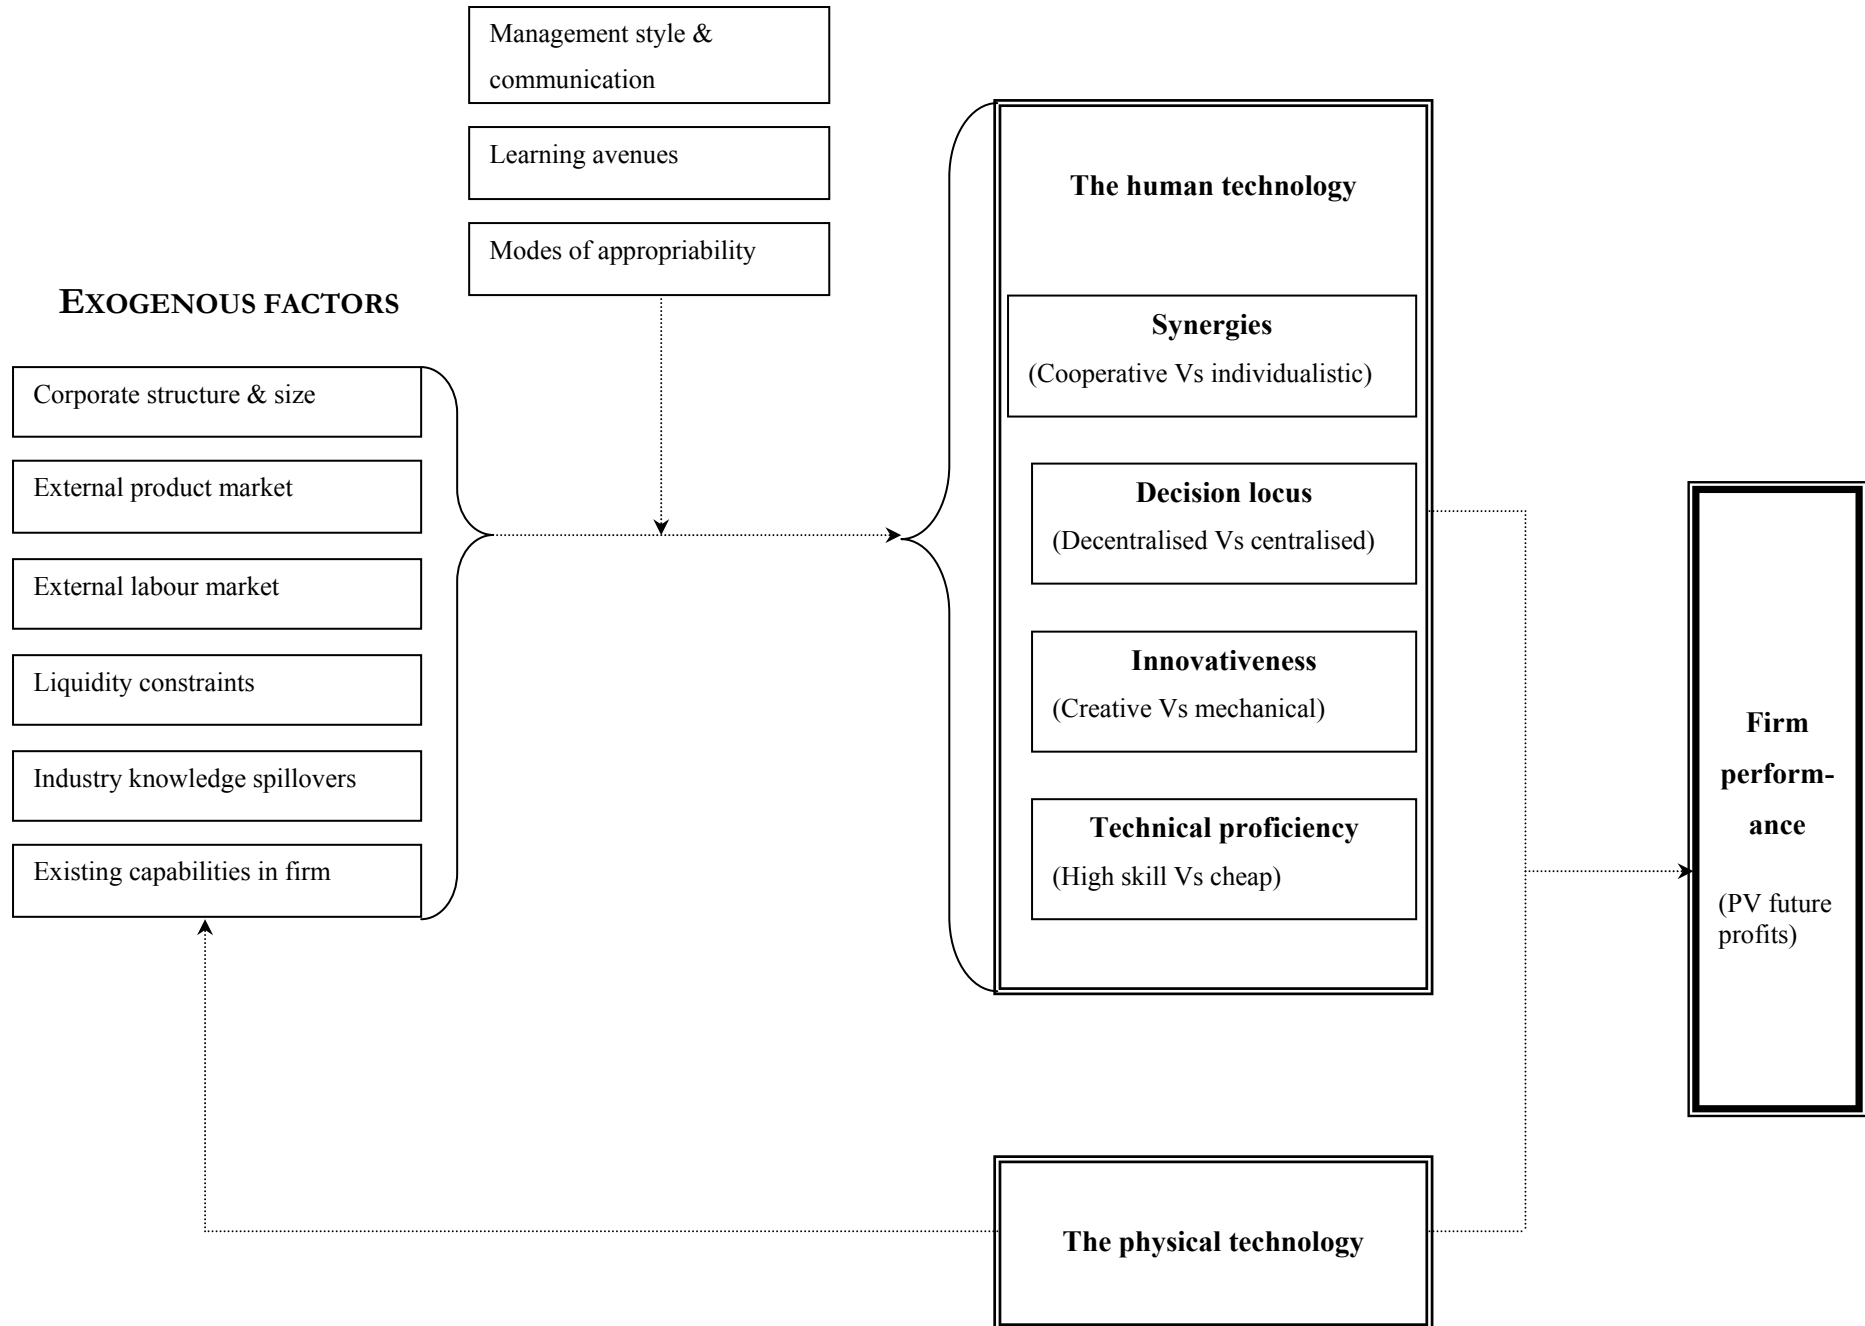 Management style &
communication
Learning avenues
Modes of appropriability
EXOGENOUS FACTORS
Corporate structure & size
External product market
External labour market
Liquidity constraints
Industry knowledge spillovers
Existing capabilities in firm
The human technology
Synergies
(Cooperative Vs individualistic)
Decision locus
(Decentralised Vs centralised)
Innovativeness
(Creative Vs mechanical)
Technical proficiency
(High skill Vs cheap)
The physical technology
Firm
perform-
ance
(PV future
profits)